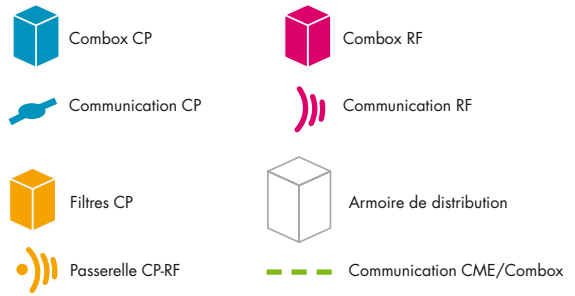 Combox CP
Combox RF
Communication CP
Communication RF
Filtres CP
Armoire de distribution
Passerelle CP-RF
Communication CME/Combox